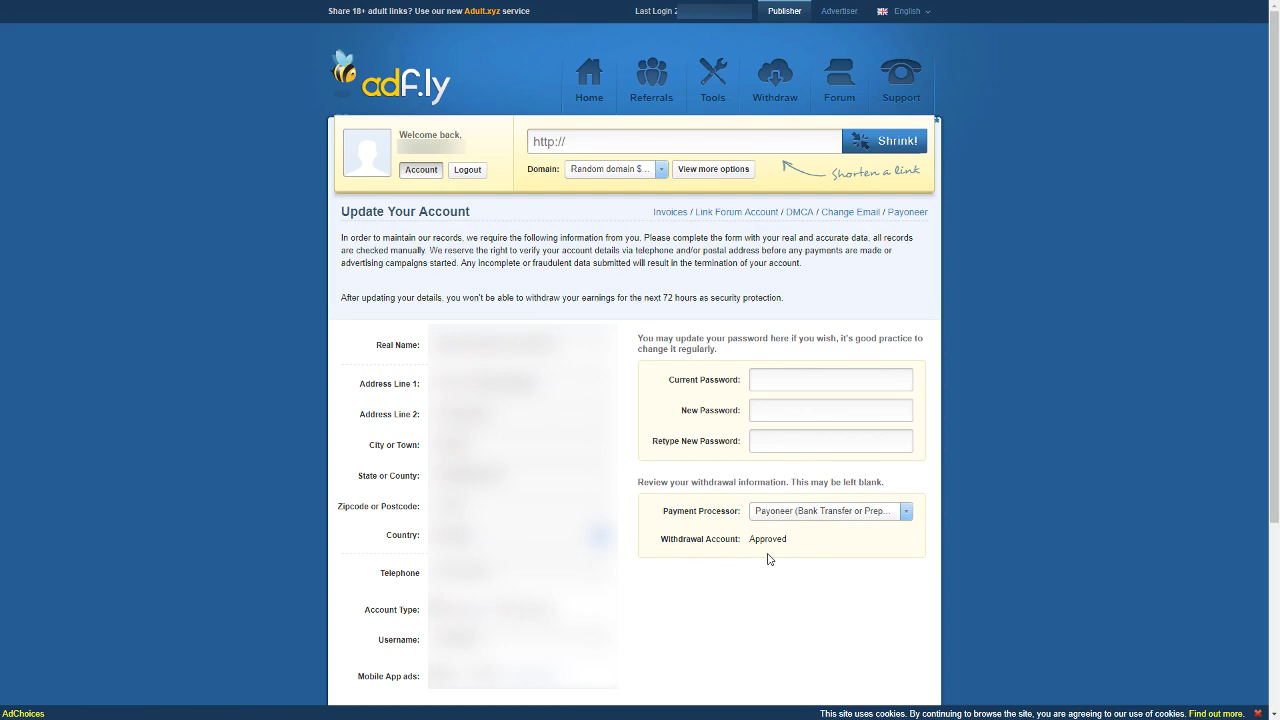 Share 18+ adult links? Use our new Adult.xyz service
Last Login 2
Publisher
Advertiser
English
adf.ly
Home
Referrals
Tools
Withdraw
Forum
Support
Welcome back,
Account
Logout
http://
Shrink!
Domain:
Random domain $...
View more options
Shorten a link
Update Your Account
Invoices / Link Forum Account / DMCA / Change Email / Payoneer
In order to maintain our records, we require the following information from you. Please complete the form with your real and accurate data, all records
are checked manually. We reserve the right to verify your account details via telephone and/or postal address before any payments are made or
advertising campaigns started. Any incomplete or fraudulent data submitted will result in the termination of your account.
After updating your details, you won't be able to withdraw your earnings for the next 72 hours as security protection.
Real Name:
Address Line 1:
Address Line 2:
City or Town:
State or County:
Zipcode or Postcode:
Country:
Telephone
Account Type:
Username:
Mobile App ads:
You may update your password here if you wish, it's good practice to
change it regularly.
Current Password:
New Password:
Retype New Password:
Review your withdrawal information. This may be left blank.
Payment Processor:
Payoneer (Bank Transfer or Prep...
Withdrawal Account:
Approved
AdChoices
This site uses cookies. By continuing to browse the site, you are agreeing to our use of cookies. Find out more.